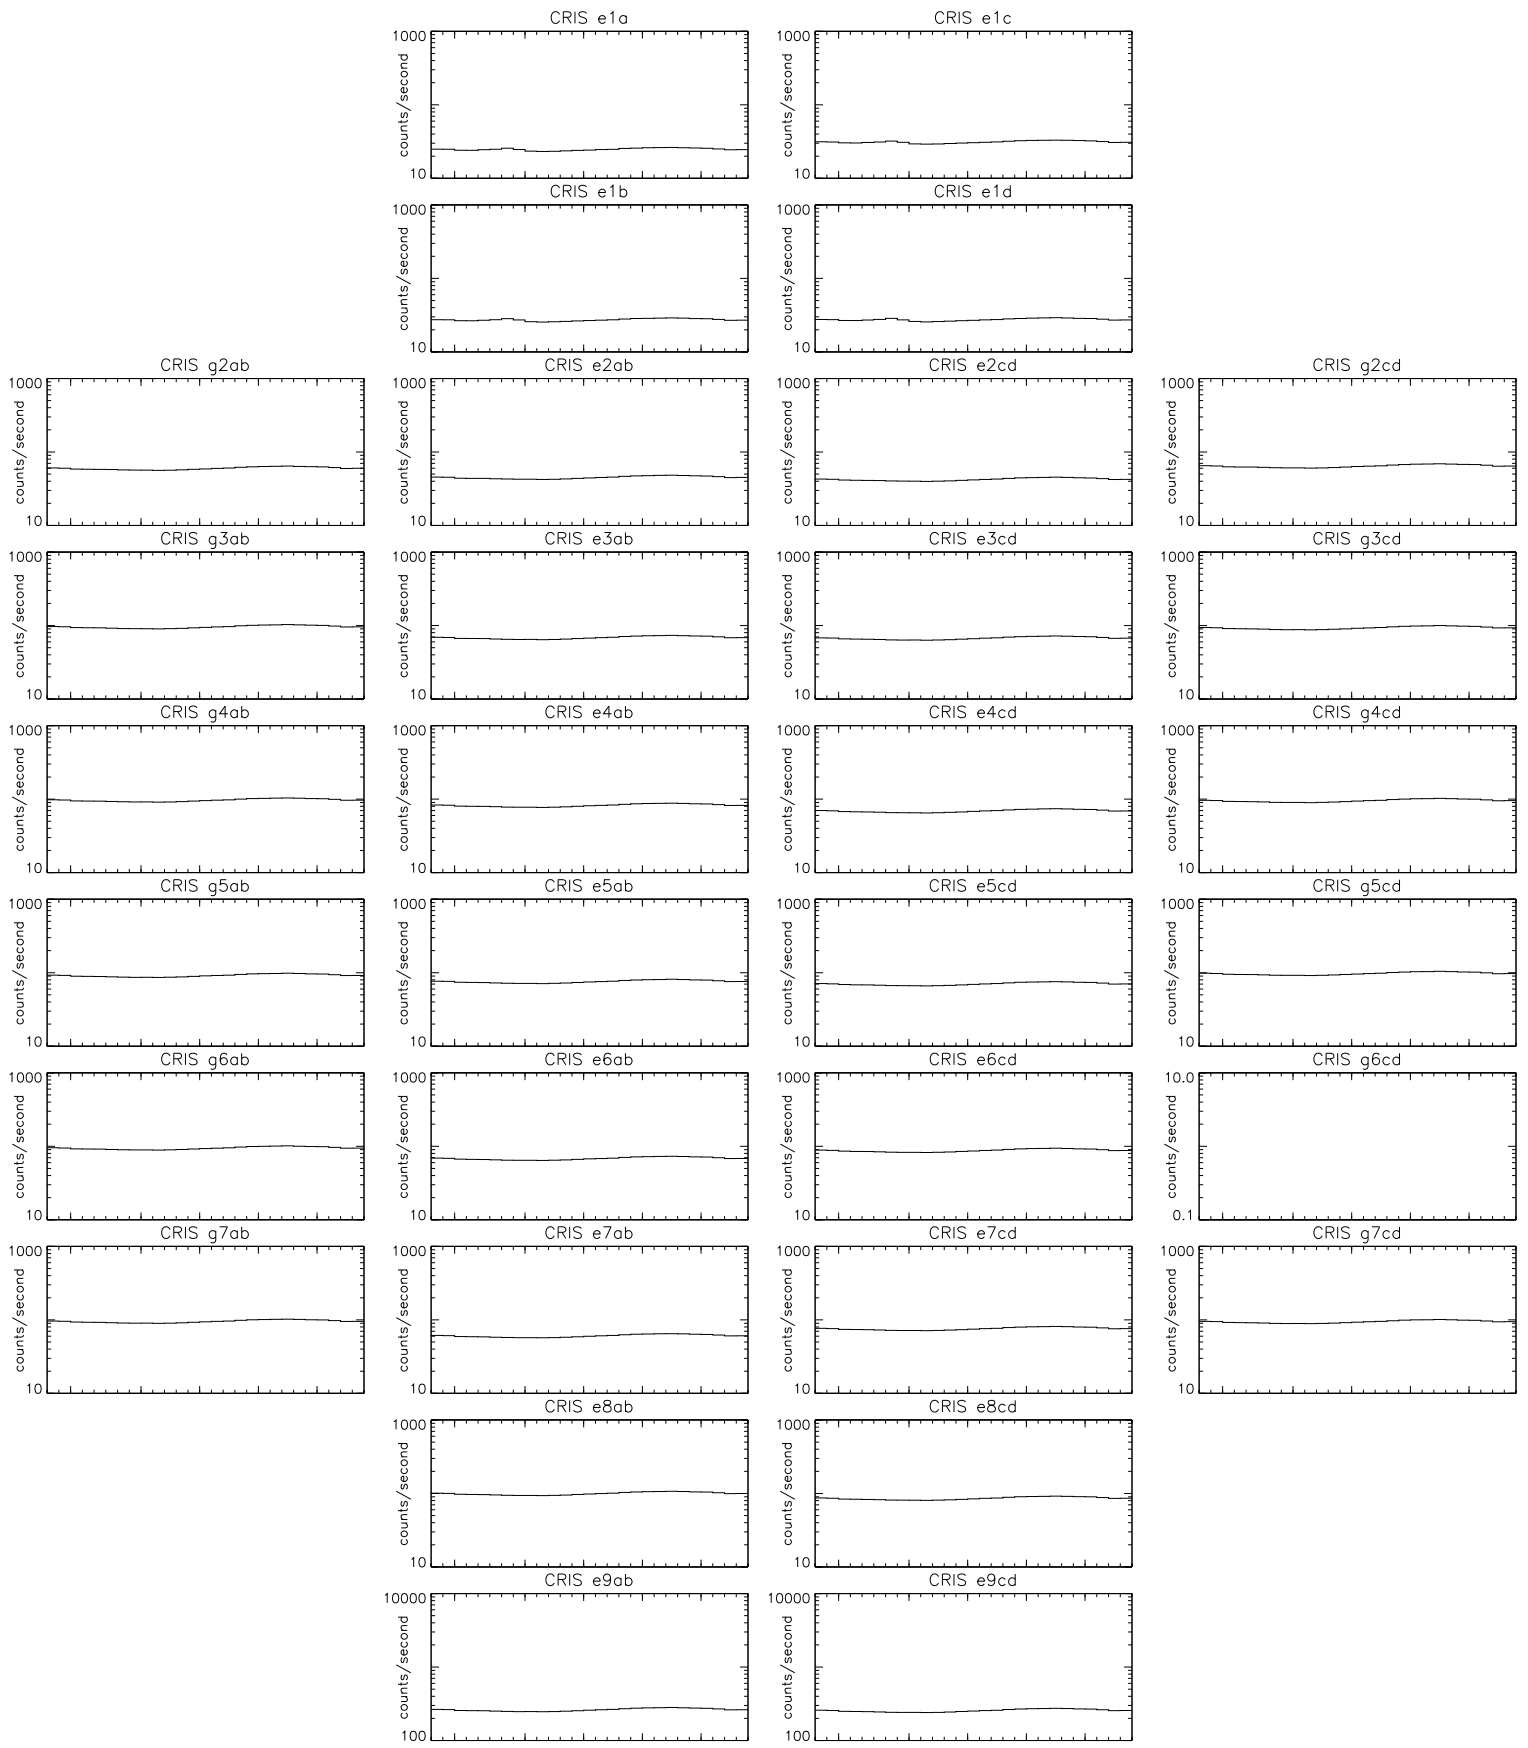 CRIS e1a CRIS e1c
1000 1000
counts/second counts/second
10 10
CRIS e1b CRIS e1d
1000 1000
counts/second counts/second
10 10
CRIS g2ab CRIS e2ab CRIS e2cd CRIS g2cd
1000 1000 1000 1000
counts/second counts/second counts/second counts/second
10 10 10 10
CRIS g3ab CRIS e3ab CRIS e3cd CRIS g3cd
1000 1000 1000 1000
counts/second counts/second counts/second counts/second
10 10 10 10
CRIS g4ab CRIS e4ab CRIS e4cd CRIS g4cd
1000 1000 1000 1000
counts/second counts/second counts/second counts/second
10 10 10 10
CRIS g5ab CRIS e5ab CRIS e5cd CRIS g5cd
1000 1000 1000 1000
counts/second counts/second counts/second counts/second
10 10 10 10
CRIS g6ab CRIS e6ab CRIS e6cd CRIS g6cd
1000 1000 1000 10.0
counts/second counts/second counts/second counts/second
10 10 10 0.1
CRIS g7ab CRIS e7ab CRIS e7cd CRIS g7cd
1000 1000 1000 1000
counts/second counts/second counts/second counts/second
10 10 10 10
CRIS e8ab CRIS e8cd
1000 1000
counts/second counts/second
10 10
CRIS e9ab CRIS e9cd
10000 10000
counts/second counts/second
100 100